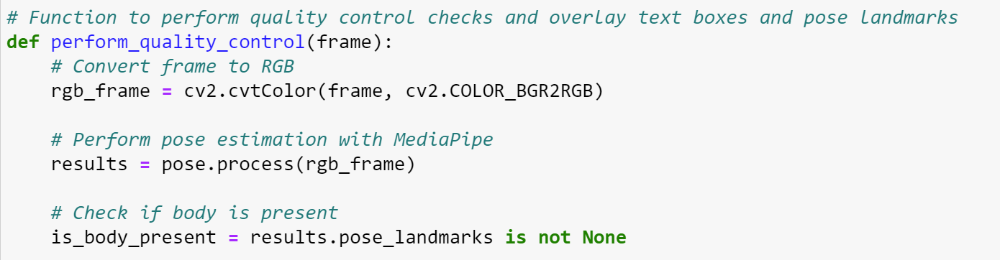 # Function to perform quality control checks and overlay text boxes and pose landmarks
def perform_quality_control(frame):
    # Convert frame to RGB
    rgb_frame = cv2.cvtColor(frame, cv2.COLOR_BGR2RGB)
    # Perform pose estimation with MediaPipe
    results = pose.process(rgb_frame)
    # Check if body is present
    is_body_present = results.pose_landmarks is not None